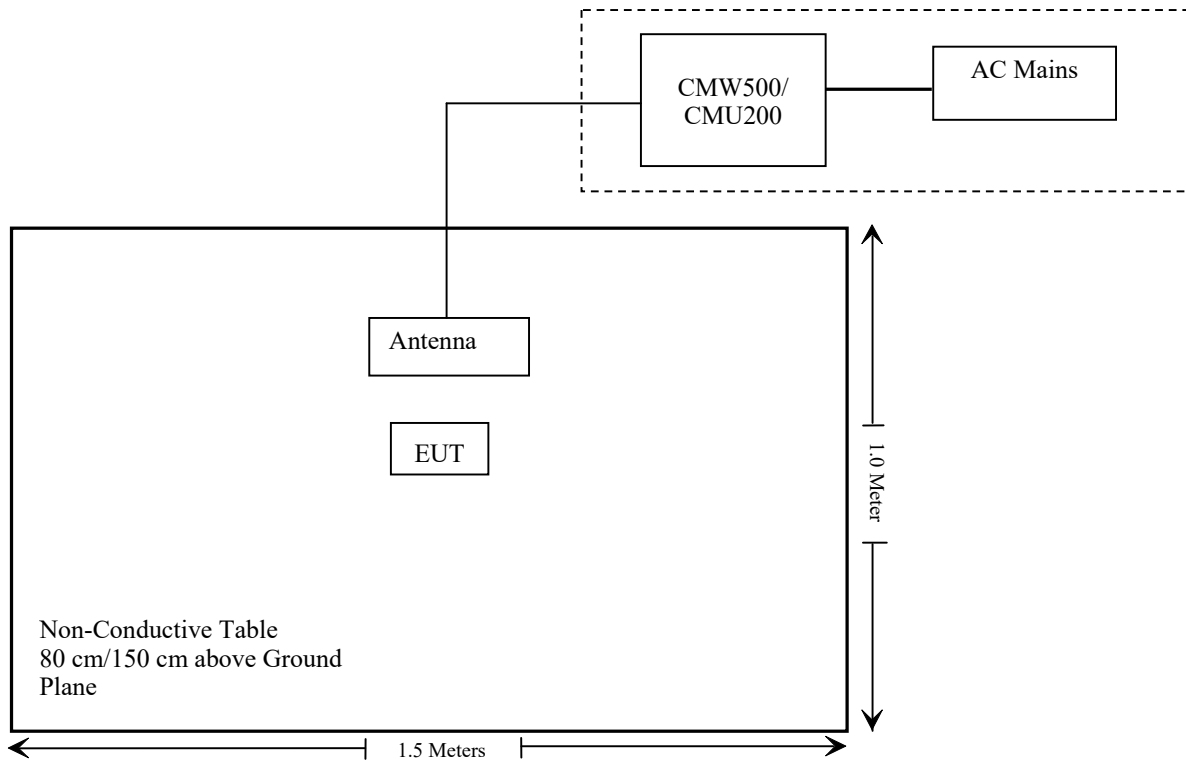 CMW500/
CMU200
AC Mains
Antenna
EUT
1.0 Meter
Non-Conductive Table
80 cm/150 cm above Ground
Plane
1.5 Meters